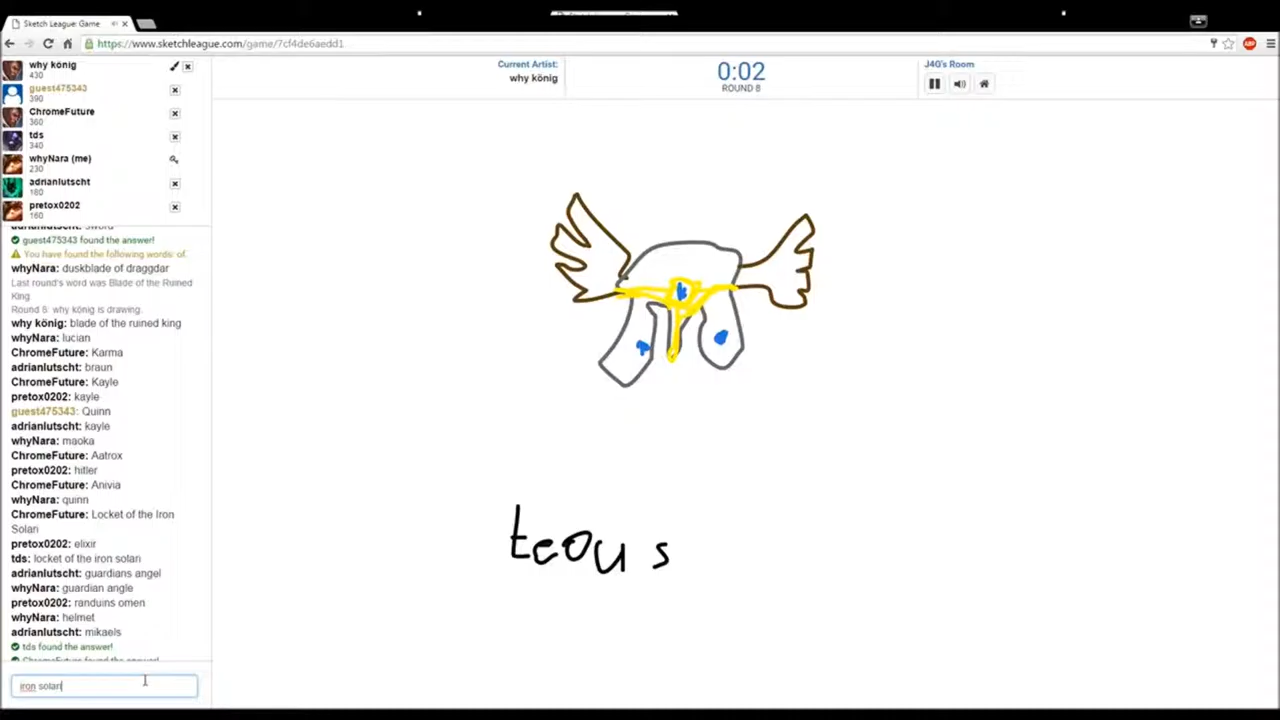 Sketch League: Game
https://www.sketchleague.com/game/7cf4de6aedd1
why könig
430
guest475343
390
ChromeFuture
360
tds
340
whyNara (me)
230
adrianlutscht
180
pretox0202
160
Current Artist:
why könig
0:02
ROUND 8
J4G's Room
adrianlutscht: sword
guest475343 found the answer!
You have found the following words: of.
whyNara: duskblade of draggdar
Last round's word was Blade of the Ruined
King
Round 8: why könig is drawing.
why könig: blade of the ruined king
whyNara: lucian
ChromeFuture: Karma
adrianlutscht: braun
ChromeFuture: Kayle
pretox0202: kayle
guest475343: Quinn
adrianlutscht: kayle
whyNara: maoka
ChromeFuture: Aatrox
pretox0202: hitler
ChromeFuture: Anivia
whyNara: quinn
ChromeFuture: Locket of the Iron
Solari
pretox0202: elixir
tds: locket of the iron solari
adrianlutscht: guardians angel
whyNara: guardian angle
pretox0202: randuins omen
whyNara: helmet
adrianlutscht: mikaels
tds found the answer!
ChromeFuture found the answer!
iron solari